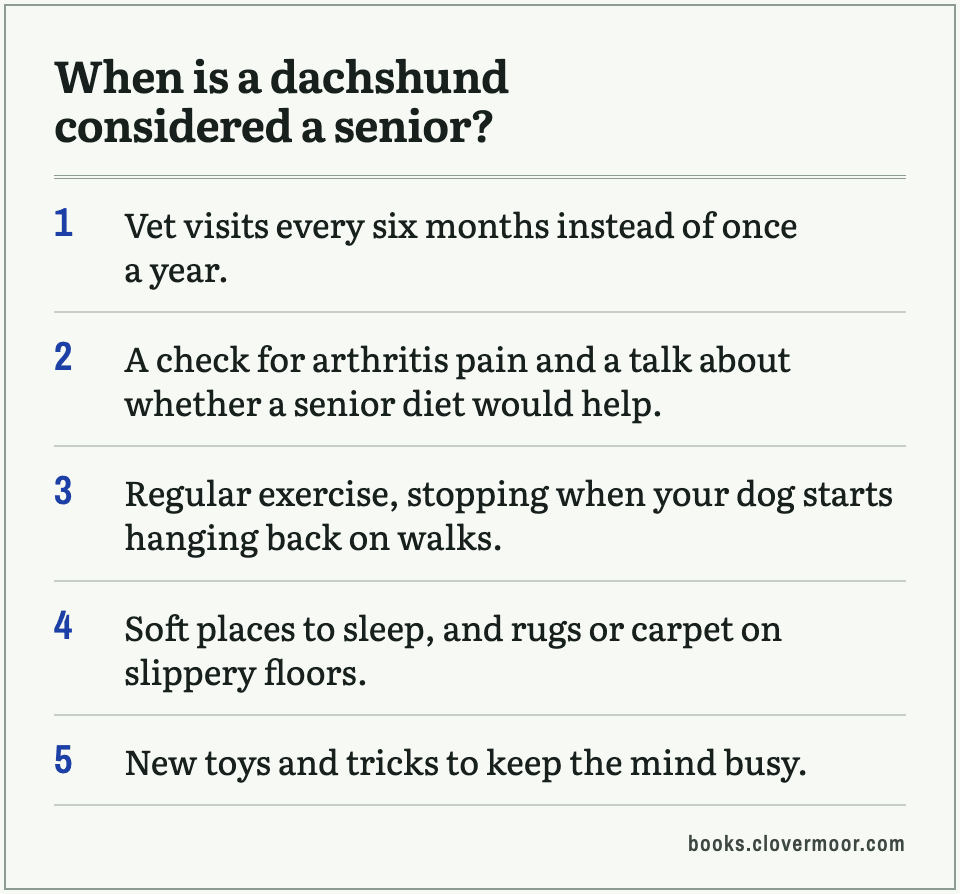 When is a dachshund
considered a senior?
1
Vet visits every six months instead of once
a year.
2
A check for arthritis pain and a talk about
whether a senior diet would help.
3
Regular exercise, stopping when your dog starts
hanging back on walks.
4
Soft places to sleep, and rugs or carpet on
slippery floors.
5
New toys and tricks to keep the mind busy.
books.clovermoor.com